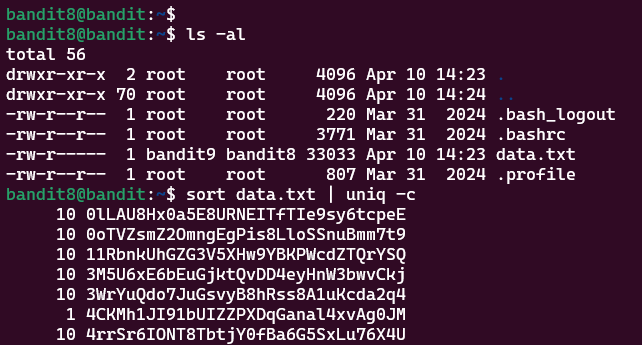 bandit8@bandit:~$
bandit8@bandit:~$ ls -al
total 56
drwxr-xr-x  2 root    root     4096 Apr 10 14:23 .
drwxr-xr-x 70 root    root     4096 Apr 10 14:24 ..
-rw-r--r--  1 root    root      220 Mar 31  2024 .bash_logout
-rw-r--r--  1 root    root     3771 Mar 31  2024 .bashrc
-rw-r-----  1 bandit9 bandit8 33033 Apr 10 14:23 data.txt
-rw-r--r--  1 root    root      807 Mar 31  2024 .profile
bandit8@bandit:~$ sort data.txt | uniq -c
     10 0lLAU8Hx0a5E8URNEITfTIe9sy6tcpeE
     10 0oTVZsmZ2OmngEgPis8LloSSnuBmm7t9
     10 11RbnkUhGZG3V5XHw9YBKPWcdZTQrYSQ
     10 3M5U6xE6bEuGjktQvDD4eyHnW3bwvCkj
     10 3WrYuQdo7JuGsvyB8hRss8A1uKcda2q4
      1 4CKMh1JI91bUIZZPXDqGanal4xvAg0JM
     10 4rrSr6IONT8TbtjY0fBa6G5SxLu76X4U